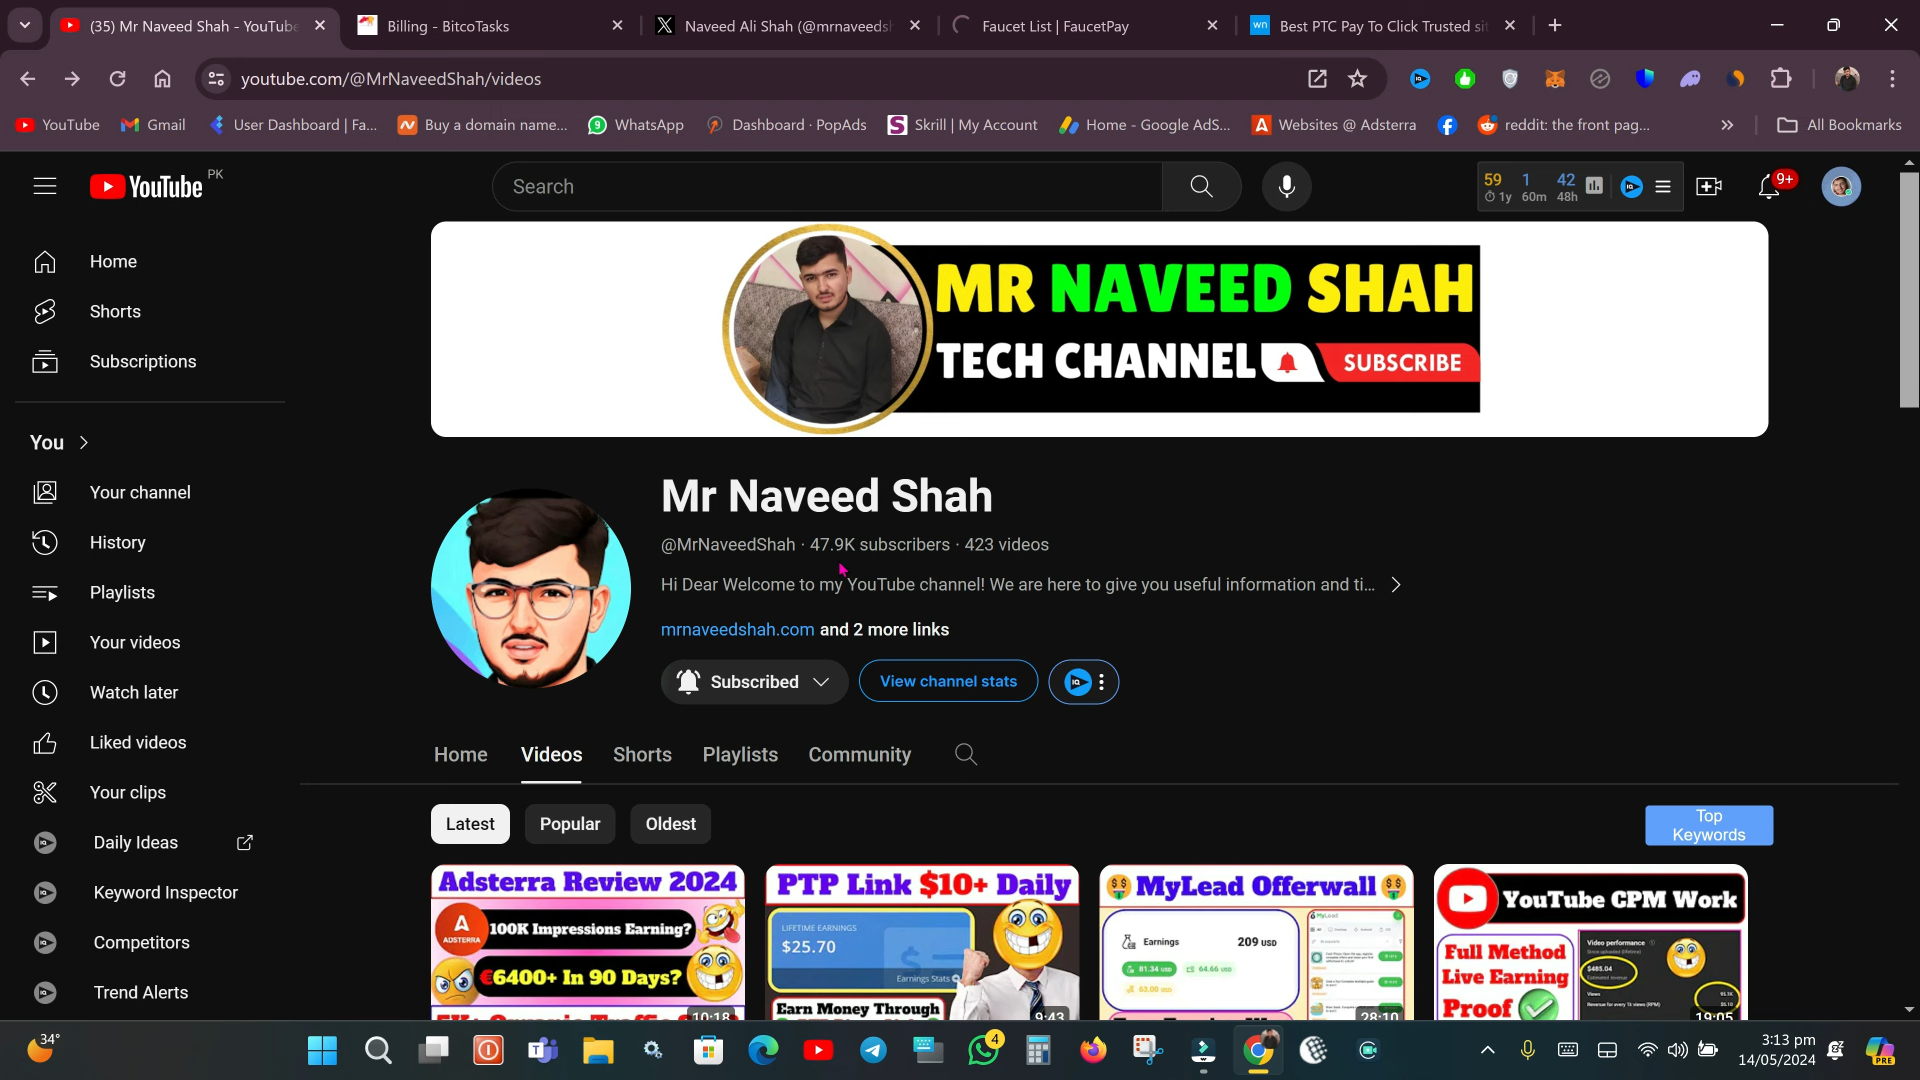 (35) Mr Naveed Shah - YouTube
Billing - BitcoTasks
Naveed Ali Shah (@mrnaveedsh
Faucet List | FaucetPay
Best PTC Pay To Click Trusted sit
youtube.com/@MrNaveedShah/videos
YouTube
Gmail
User Dashboard | Fa...
Buy a domain name...
WhatsApp
Dashboard · PopAds
Skrill | My Account
Home - Google AdS...
Websites @ Adsterra
reddit: the front pag...
All Bookmarks
YouTube PK
Search
59 1 42
1y 60m 48h
9+
Home
Shorts
Subscriptions
You
Your channel
History
Playlists
Your videos
Watch later
Liked videos
Your clips
Daily Ideas
Keyword Inspector
Competitors
Trend Alerts
MR NAVEED SHAH
TECH CHANNEL SUBSCRIBE
Mr Naveed Shah
@MrNaveedShah · 47.9K subscribers · 423 videos
Hi Dear Welcome to my YouTube channel! We are here to give you useful information and ti...
mrnaveedshah.com and 2 more links
Subscribed
View channel stats
Home
Videos
Shorts
Playlists
Community
Latest
Popular
Oldest
Top
Keywords
Adsterra Review 2024
ADSTERRA
100K Impressions Earning?
€6400+ In 90 Days?
10:18
PTP Link $10+ Daily
LIFETIME EARNINGS
$25.70
Earnings Stats
Earn Money Through
9:43
MyLead Offerwall
Earnings 209 USD
81.34 USD
64.66 USD
63.00 USD
28:10
YouTube CPM Work
Full Method
Live Earning
Proof
Video performance
$485.04
Views
19:05
34°
4
3:13 pm
14/05/2024
PRE